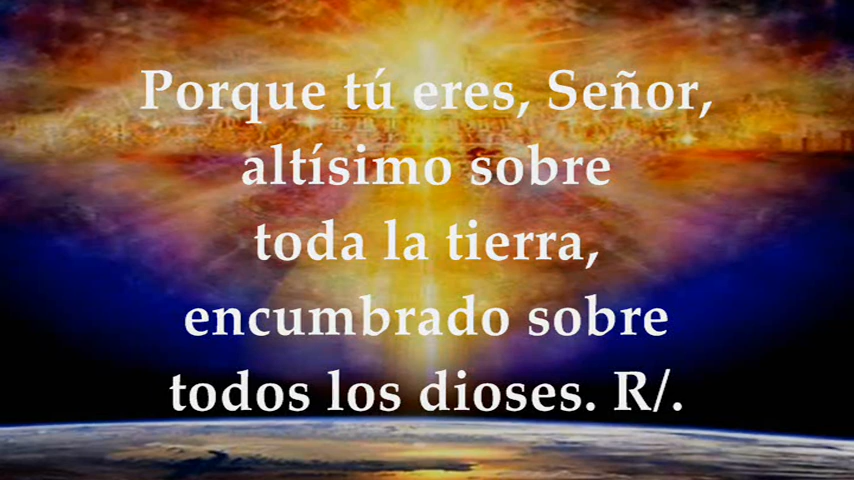 Porque tú eres, Señor,
altísimo sobre
toda la tierra,
encumbrado sobre
todos los dioses. R/.